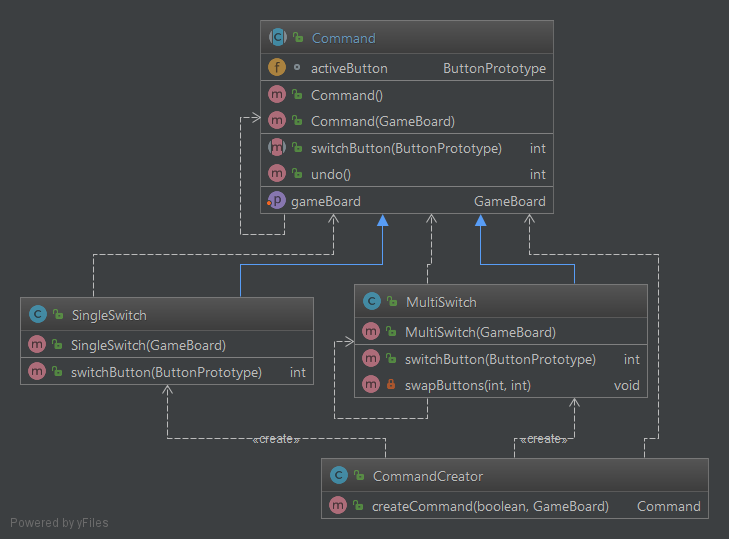 Command
activeButton ButtonPrototype
Command()
Command(GameBoard)
switchButton(ButtonPrototype) int
undo() int
gameBoard GameBoard
SingleSwitch
SingleSwitch(GameBoard)
switchButton(ButtonPrototype) int
MultiSwitch
MultiSwitch(GameBoard)
switchButton(ButtonPrototype) int
swapButtons(int, int) void
«create» «create»
CommandCreator
createCommand(boolean, GameBoard) Command
Powered by yFiles